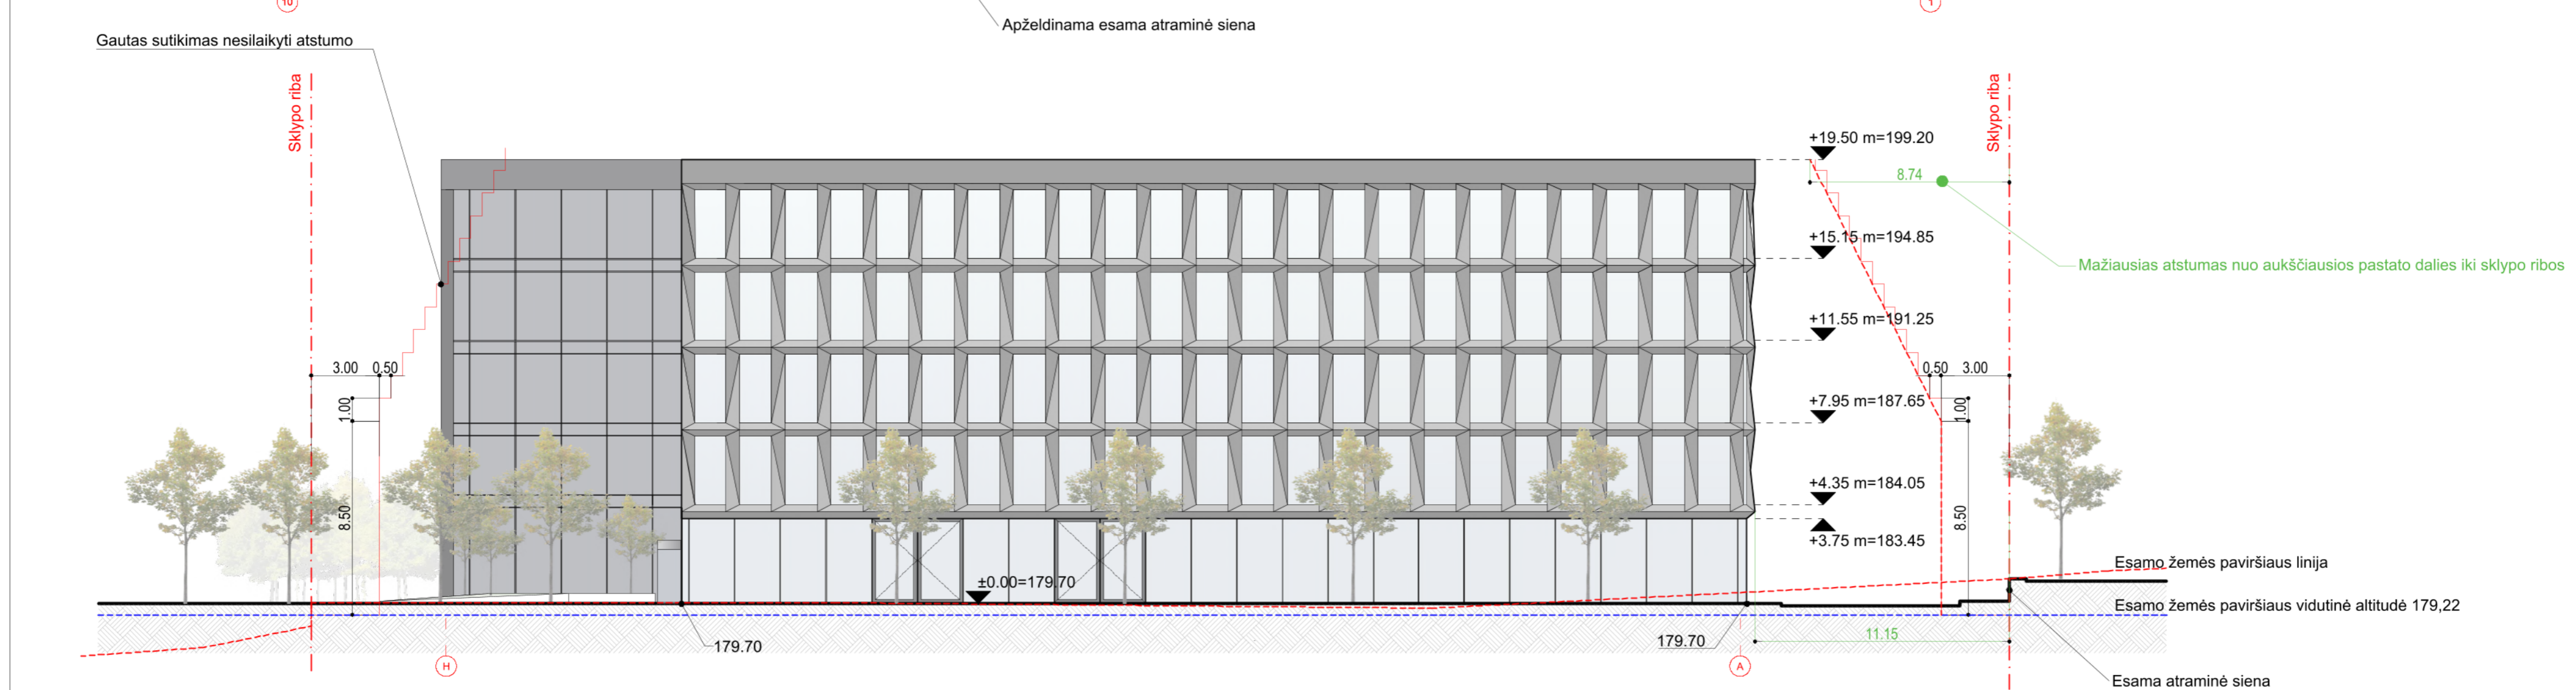 10
1
Apželdinama esama atraminė siena
Gautas sutikimas nesilaikyti atstumo
Sklypo riba
Sklypo riba
+19.50 m=199.20
8.74
+15.15 m=194.85
Mažiausias atstumas nuo aukščiausios pastato dalies iki sklypo ribos
+11.55 m=191.25
3.00 0.50
0.50 3.00
1.00
+7.95 m=187.65
1.00
+4.35 m=184.05
8.50
8.50
+3.75 m=183.45
Esamo žemės paviršiaus linija
±0.00=179.70
Esamo žemės paviršiaus vidutinė altitudė 179,22
179.70
179.70
11.15
H
A
Esama atraminė siena